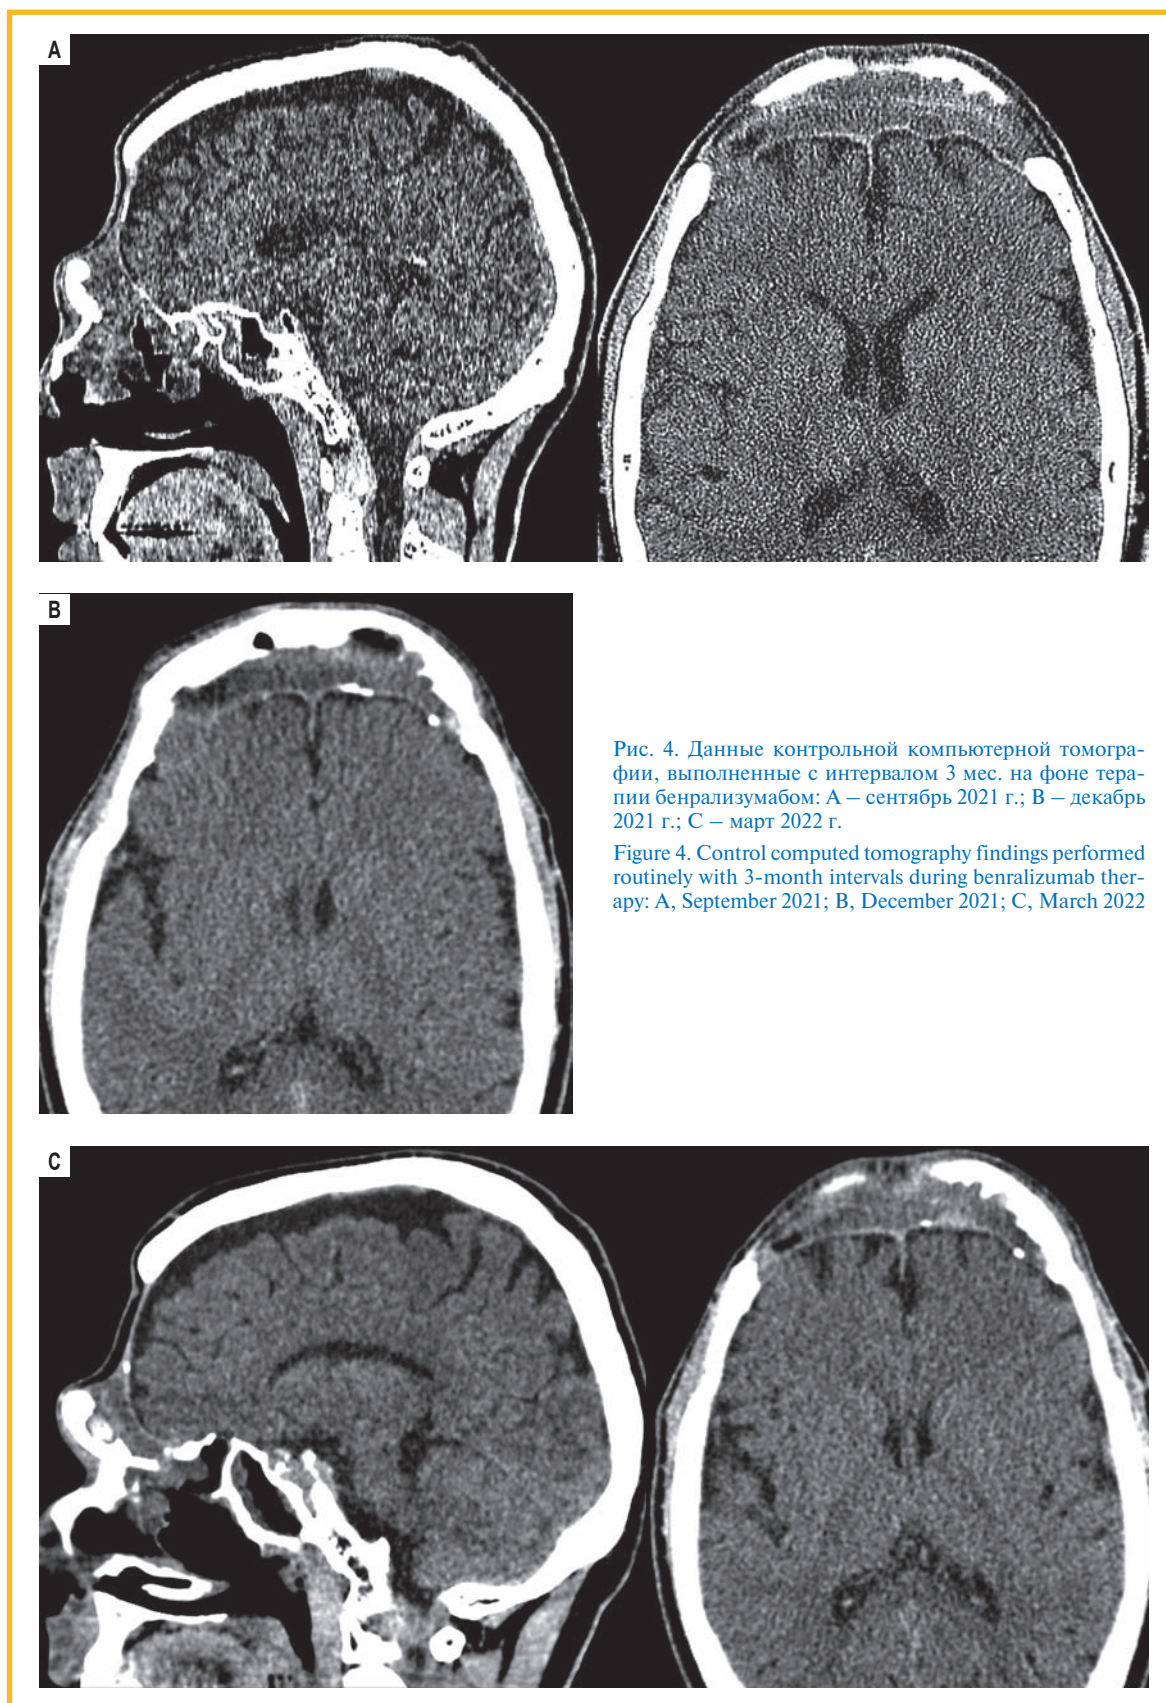 A
B
Рис. 4. Данные контрольной компьютерной томогра-
фии, выполненные с интервалом 3 мес. на фоне тера-
пии бенрализумабом: А – сентябрь 2021 г.; В – декабрь
2021 г.; С – март 2022 г.
Figure 4. Control computed tomography findings performed
routinely with 3-month intervals during benralizumab ther-
apy: A, September 2021; B, December 2021; C, March 2022
C